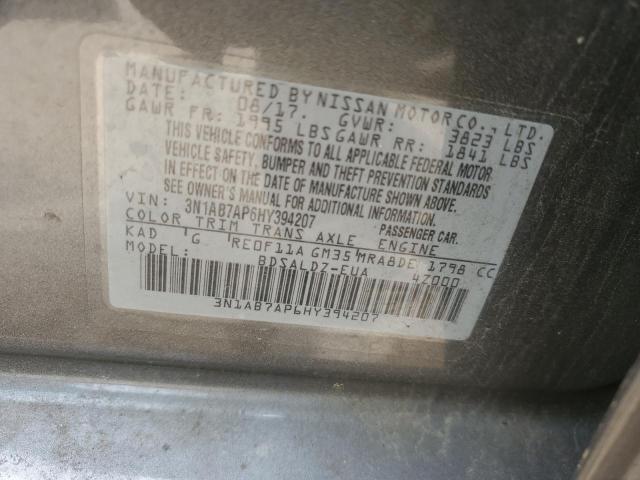 MANUFACTURED BY NISSAN MOTOR CO., LTD.
DATE: 08/17. GVWR: 3823 LBS
GAWR FR: 1995 LBS GAWR RR: 1841 LBS
THIS VEHICLE CONFORMS TO ALL APPLICABLE FEDERAL MOTOR
VEHICLE SAFETY, BUMPER AND THEFT PREVENTION STANDARDS
IN EFFECT ON THE DATE OF MANUFACTURE SHOWN ABOVE.
SEE OWNER'S MANUAL FOR ADDITIONAL INFORMATION.
VIN: 3N1AB7AP6HY394207 PASSENGER CAR.
COLOR TRIM TRANS AXLE ENGINE
KAD G RE0F11A GM35 MRA8DE 1798 CC
MODEL: BDSALDZ-EUA 4Z000
3N1AB7AP6HY394207